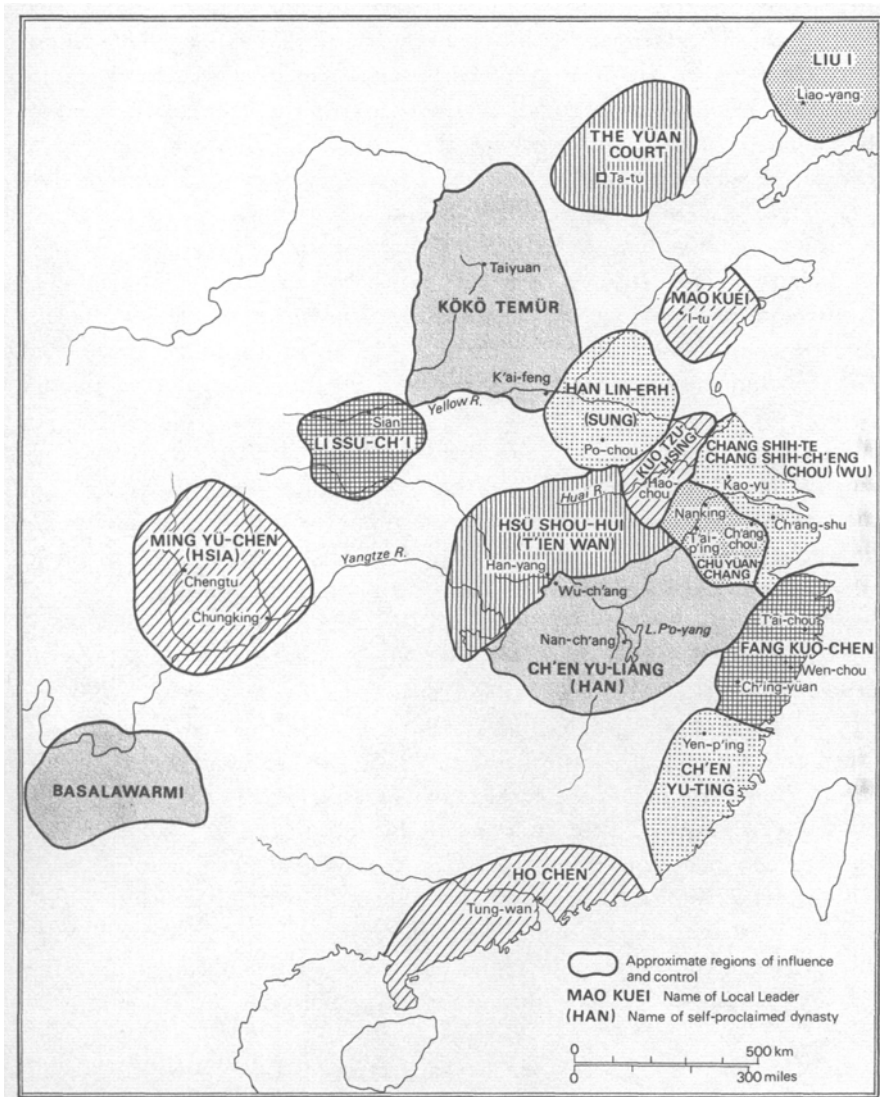 LIU I
Liao-yang
THE YÜAN
COURT
Ta-tu
Taiyuan
KÖKÖ TEMÜR
MAO KUEI
I-tu
K'ai-feng
HAN LIN-ERH
(SUNG)
Yellow R.
Po-chou
Sian
LI SSU-CH'I
KUO TZU-
HSING
Hao-
chou
CHANG SHIH-TE
CHANG SHIH-CH'ENG
(CHOU) (WU)
Kao-yu
Huai R.
Nanking
Ch'ang-shu
T'ai-
p'ing
Ch'ang-
chou
CHU YÜAN-
CHANG
HSÜ SHOU-HUI
(T'IEN WAN)
Han-yang
MING YÜ-CHEN
(HSIA)
Yangtze R.
Chengtu
Chungking
Wu-ch'ang
L.P'o-yang
Nan-ch'ang
CH'EN YU-LIANG
(HAN)
T'ai-chou
FANG KUO-CHEN
Wen-chou
Ch'ing-yuan
Yen-p'ing
CH'EN
YU-TING
BASALAWARMI
HO CHEN
Tung-wan
Approximate regions of influence
and control
MAO KUEI Name of Local Leader
(HAN) Name of self-proclaimed dynasty
0 500 km
0 300 miles